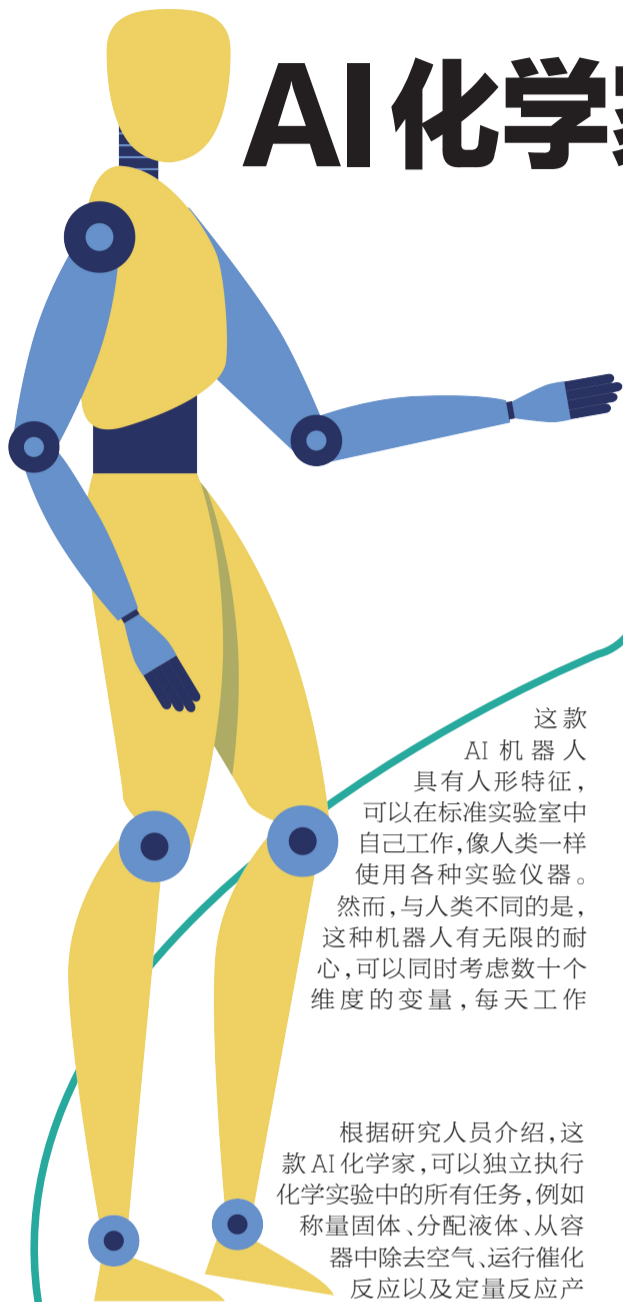 AI化学
这款
AI机器人
具有人形特征，
可以在标准实验室中
自己工作，像人类一样
使用各种实验仪器。
然而，与人类不同的是，
这种机器人有无限的耐
心，可以同时考虑数十个
维度的变量，每天工作
根据研究人员介绍，这
款AI化学家，可以独立执行
化学实验中的所有任务，例如
称量固体、分配液体、从容
器中除去空气、运行催化
反应以及定量反应产